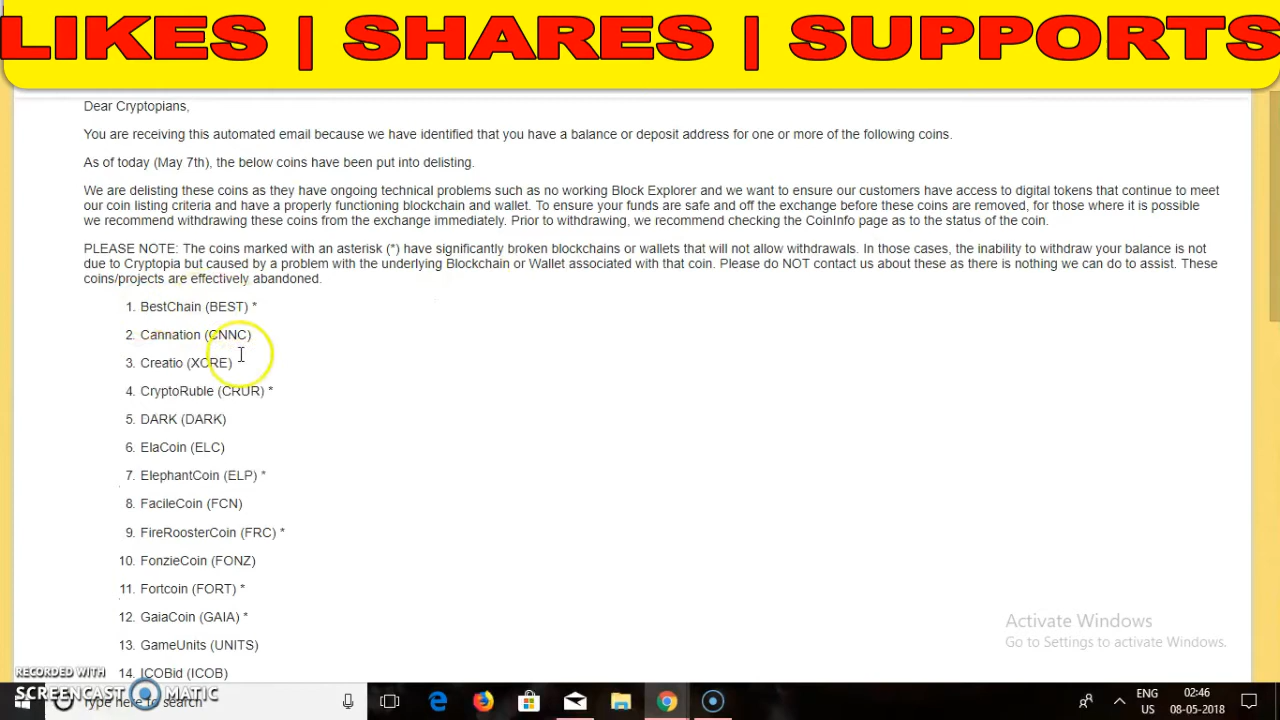 LIKES | SHARES | SUPPORTS
Dear Cryptopians,
You are receiving this automated email because we have identified that you have a balance or deposit address for one or more of the following coins.
As of today (May 7th), the below coins have been put into delisting.
We are delisting these coins as they have ongoing technical problems such as no working Block Explorer and we want to ensure our customers have access to digital tokens that continue to meet
our coin listing criteria and have a properly functioning blockchain and wallet. To ensure your funds are safe and off the exchange before these coins are removed, for those where it is possible
we recommend withdrawing these coins from the exchange immediately. Prior to withdrawing, we recommend checking the CoinInfo page as to the status of the coin.
PLEASE NOTE: The coins marked with an asterisk (*) have significantly broken blockchains or wallets that will not allow withdrawals. In those cases, the inability to withdraw your balance is not
due to Cryptopia but caused by a problem with the underlying Blockchain or Wallet associated with that coin. Please do NOT contact us about these as there is nothing we can do to assist. These
coins/projects are effectively abandoned.
1. BestChain (BEST) *
2. Cannation (CNNC)
3. Creatio (XCRE)
4. CryptoRuble (CRUR) *
5. DARK (DARK)
6. ElaCoin (ELC)
7. ElephantCoin (ELP) *
8. FacileCoin (FCN)
9. FireRoosterCoin (FRC) *
10. FonzieCoin (FONZ)
11. Fortcoin (FORT) *
12. GaiaCoin (GAIA) *
13. GameUnits (UNITS)
14. ICOBid (ICOB)
Activate Windows
Go to Settings to activate Windows.
RECORDED WITH
SCREENCAST MATIC
Type here to search
ENG
US
02:46
08-05-2018